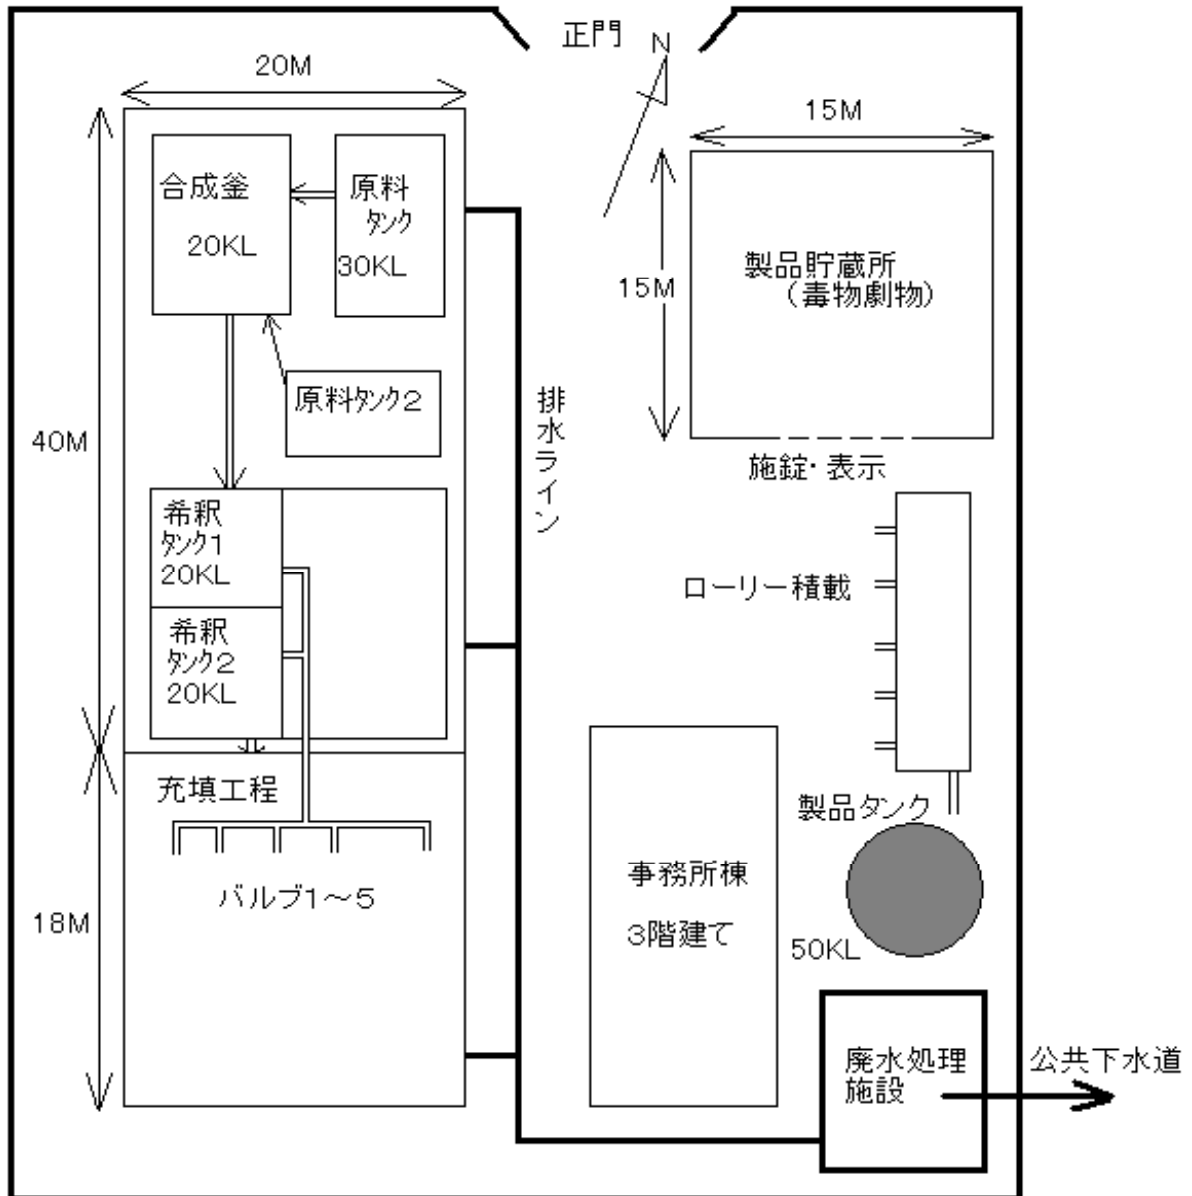 正門
N
20M
15M
合成釜
20KL
原料
タンク
30KL
15M
製品貯蔵所
(毒物劇物)
原料タンク2
40M
排水ライン
施錠・表示
希釈
タンク1
20KL
ローリー積載
希釈
タンク2
20KL
充填工程
製品タンク
バルブ1~5
事務所棟
3階建て
18M
50KL
廃水処理
施設
公共下水道